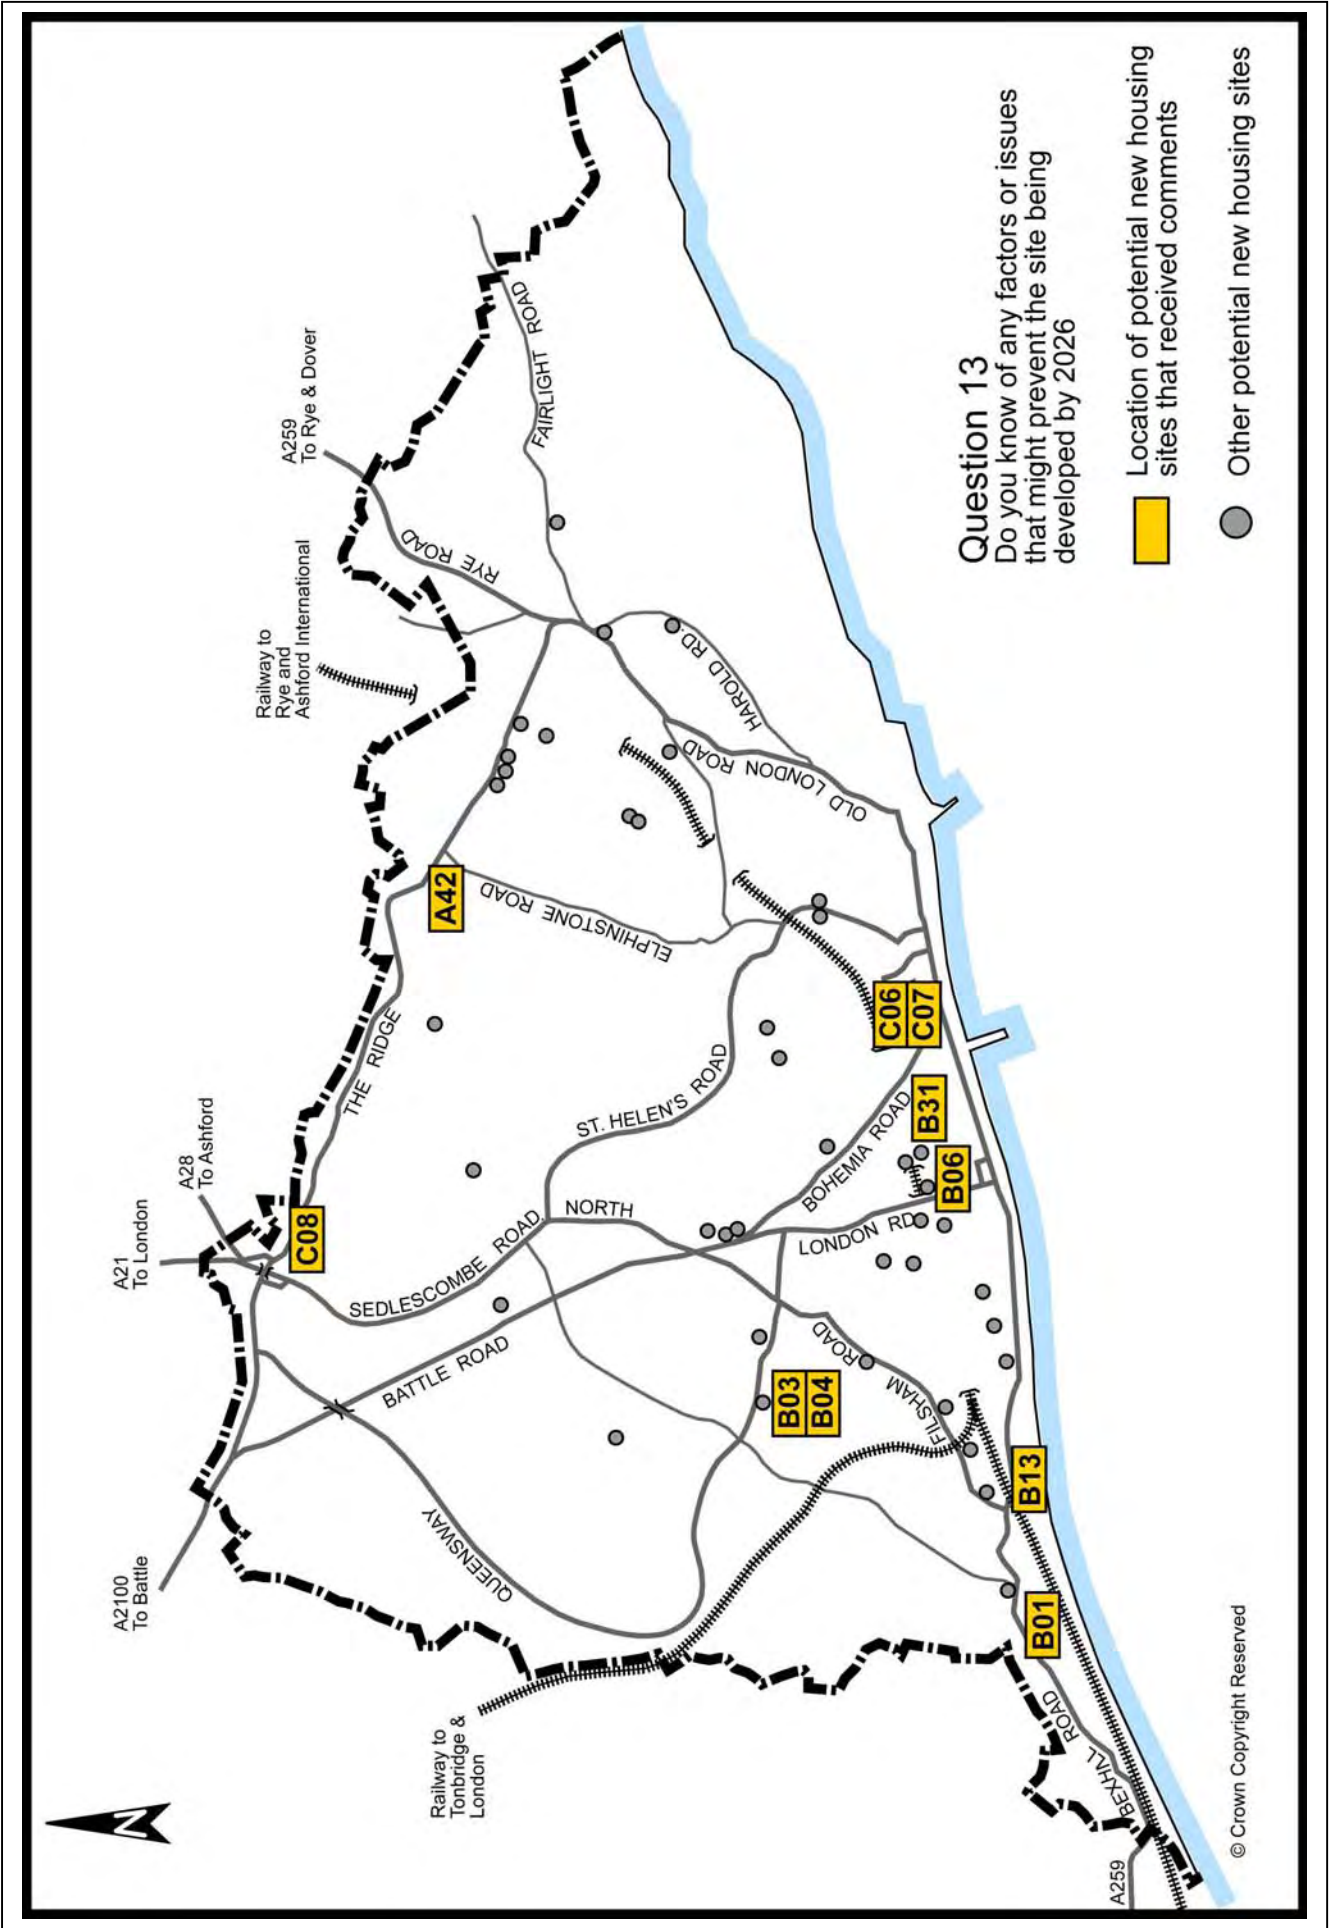 A259
To Rye & Dover
Railway to
Rye and
Ashford International
A28
To Ashford
A21
To London
A2100
To Battle
Railway to
Tonbridge &
London
N
FAIRLIGHT ROAD
RYE ROAD
HAROLD RD.
OLD LONDON ROAD
A42
ELPHINSTONE ROAD
THE RIDGE
C08
ST. HELEN'S ROAD
SEDLESCOMBE ROAD
NORTH
BATTLE ROAD
BOHEMIA ROAD
LONDON RD.
C06
C07
B31
B06
B03
B04
FILSHAM
ROAD
QUEENSWAY
B13
B01
BEXHILL
ROAD
A259
Question 13
Do you know of any factors or issues
that might prevent the site being
developed by 2026
Location of potential new housing
sites that received comments
Other potential new housing sites
© Crown Copyright Reserved